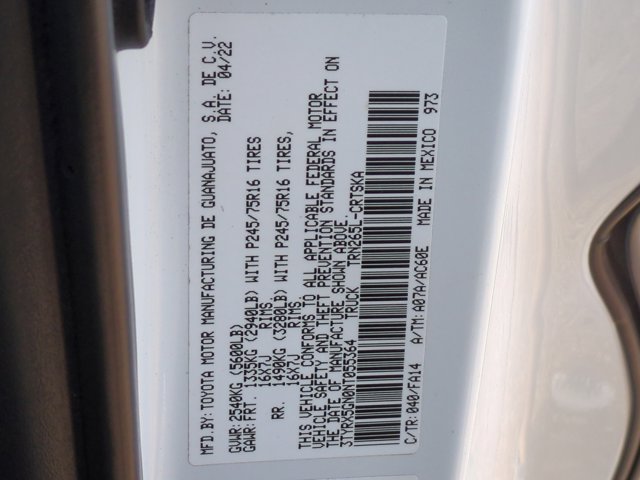 MFD.BY:TOYOTA MOTOR MANUFACTURING DE GUANAJUATO, S.A. DE C.V.
DATE: 04/22
GVWR: 2540KG (5600LB)
GAWR: FRT. 1335KG (2940LB) WITH P245/75R16 TIRES
16X7J RIMS
RR. 1490KG (3280LB) WITH P245/75R16 TIRES,
16X7J RIMS
THIS VEHICLE CONFORMS TO ALL APPLICABLE FEDERAL MOTOR
VEHICLE SAFETY AND THEFT PREVENTION STANDARDS IN EFFECT ON
THE DATE OF MANUFACTURE SHOWN ABOVE.
3TYRX5GN0NT055364 TRUCK TRN265L-CRTSKA
C/TR: 040/FA14 A/TM: A07A/AC60E MADE IN MEXICO 973